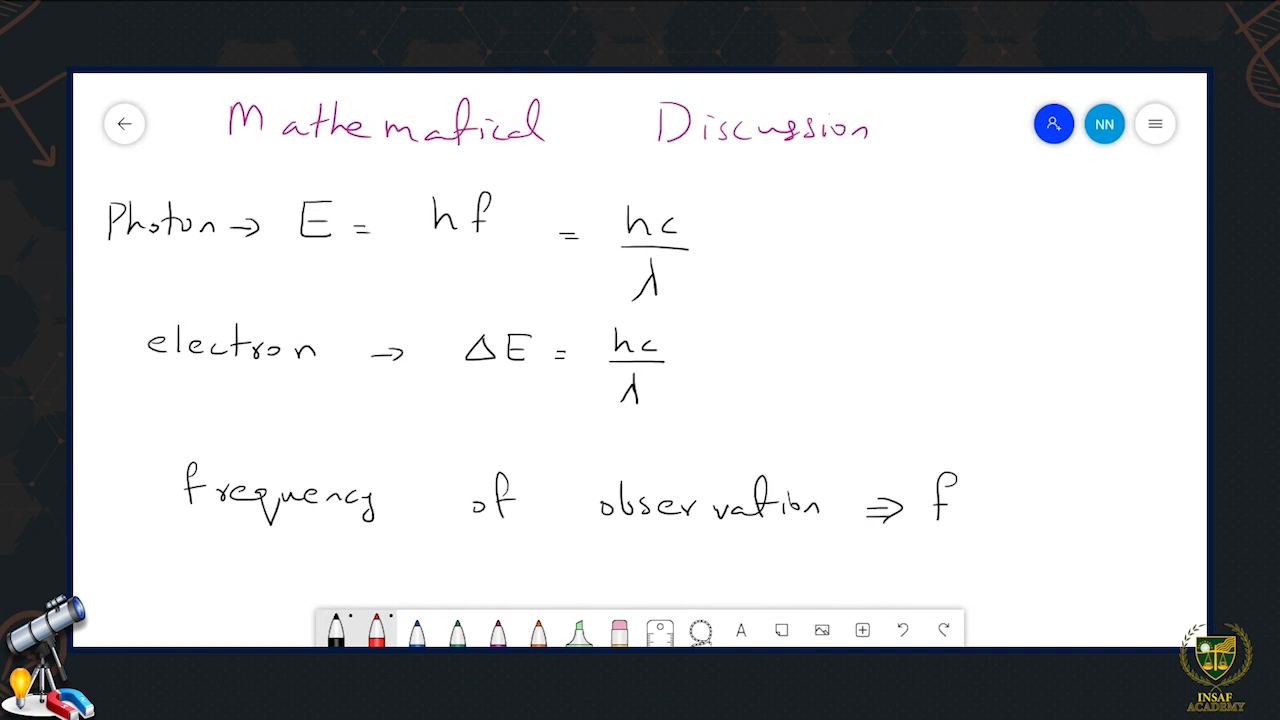 Mathematical Discussion
NN
Photon → E = hf = hc/λ
electron → ΔE = hc/λ
frequency of observation ⇒ f
A
INSAF
ACADEMY